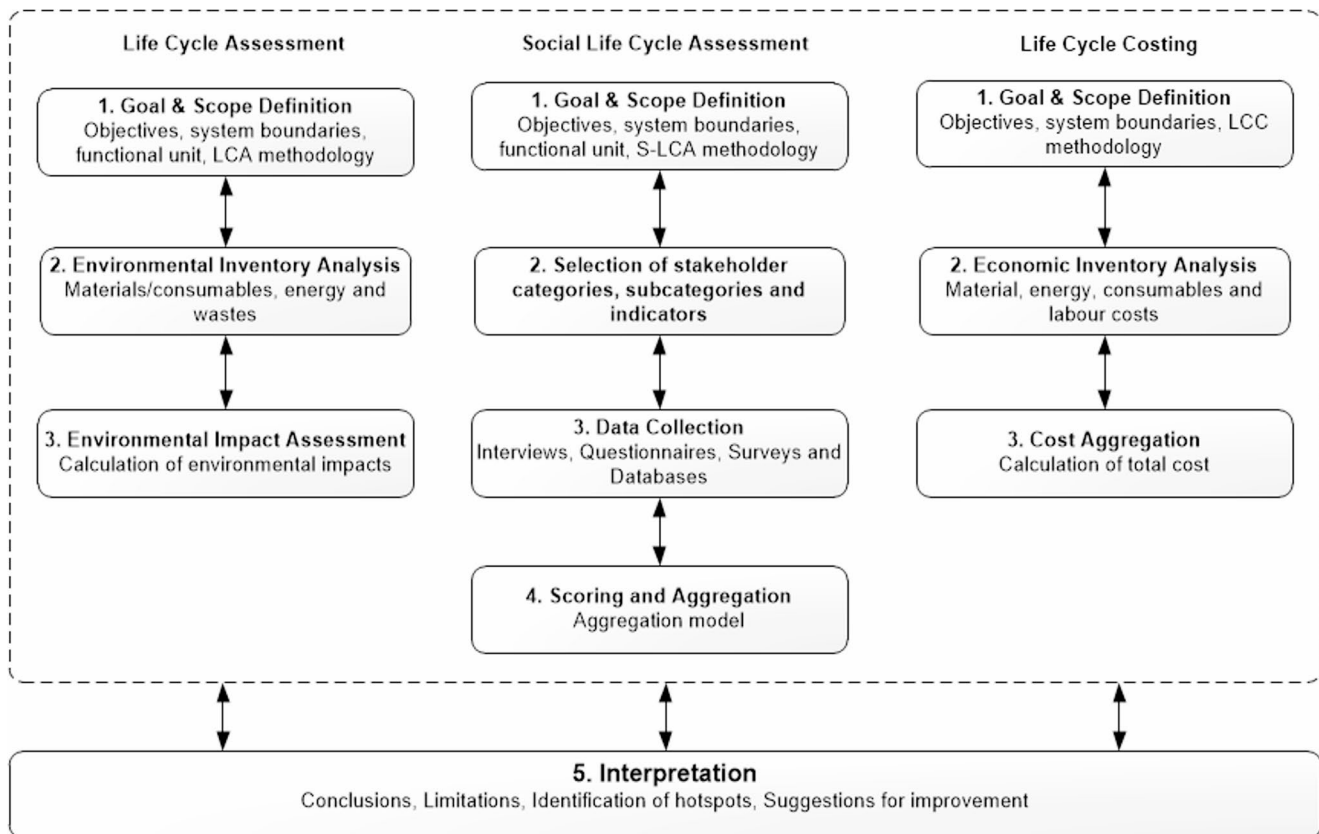 Life Cycle Assessment
1. Goal & Scope Definition
Objectives, system boundaries,
functional unit, LCA methodology
2. Environmental Inventory Analysis
Materials/consumables, energy and
wastes
3. Environmental Impact Assessment
Calculation of environmental impacts
Social Life Cycle Assessment
1. Goal & Scope Definition
Objectives, system boundaries,
functional unit, S-LCA methodology
2. Selection of stakeholder
categories, subcategories and
indicators
3. Data Collection
Interviews, Questionnaires, Surveys and
Databases
4. Scoring and Aggregation
Aggregation model
Life Cycle Costing
1. Goal & Scope Definition
Objectives, system boundaries, LCC
methodology
2. Economic Inventory Analysis
Material, energy, consumables and
labour costs
3. Cost Aggregation
Calculation of total cost
5. Interpretation
Conclusions, Limitations, Identification of hotspots, Suggestions for improvement